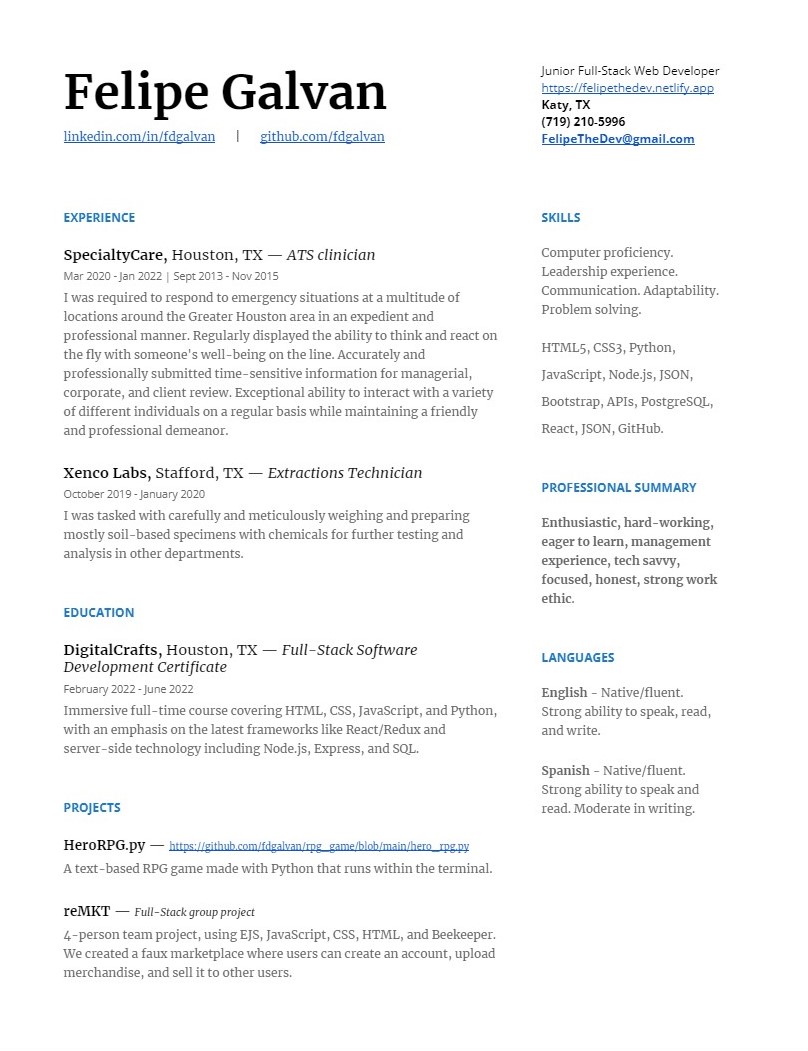 Felipe Galvan
linkedin.com/in/fdgalvan | github.com/fdgalvan
Junior Full-Stack Web Developer
https://felipethedev.netlify.app
Katy, TX
(719) 210-5996
FelipeTheDev@gmail.com
EXPERIENCE
SpecialtyCare, Houston, TX — ATS clinician
Mar 2020 - Jan 2022 | Sept 2013 - Nov 2015
I was required to respond to emergency situations at a multitude of
locations around the Greater Houston area in an expedient and
professional manner. Regularly displayed the ability to think and react on
the fly with someone's well-being on the line. Accurately and
professionally submitted time-sensitive information for managerial,
corporate, and client review. Exceptional ability to interact with a variety
of different individuals on a regular basis while maintaining a friendly
and professional demeanor.
Xenco Labs, Stafford, TX — Extractions Technician
October 2019 - January 2020
I was tasked with carefully and meticulously weighing and preparing
mostly soil-based specimens with chemicals for further testing and
analysis in other departments.
EDUCATION
DigitalCrafts, Houston, TX — Full-Stack Software
Development Certificate
February 2022 - June 2022
Immersive full-time course covering HTML, CSS, JavaScript, and Python,
with an emphasis on the latest frameworks like React/Redux and
server-side technology including Node.js, Express, and SQL.
PROJECTS
HeroRPG.py — https://github.com/fdgalvan/rpg_game/blob/main/hero_rpg.py
A text-based RPG game made with Python that runs within the terminal.
reMKT — Full-Stack group project
4-person team project, using EJS, JavaScript, CSS, HTML, and Beekeeper.
We created a faux marketplace where users can create an account, upload
merchandise, and sell it to other users.
SKILLS
Computer proficiency.
Leadership experience.
Communication. Adaptability.
Problem solving.
HTML5, CSS3, Python,
JavaScript, Node.js, JSON,
Bootstrap, APIs, PostgreSQL,
React, JSON, GitHub.
PROFESSIONAL SUMMARY
Enthusiastic, hard-working,
eager to learn, management
experience, tech savvy,
focused, honest, strong work
ethic.
LANGUAGES
English - Native/fluent.
Strong ability to speak, read,
and write.
Spanish - Native/fluent.
Strong ability to speak and
read. Moderate in writing.